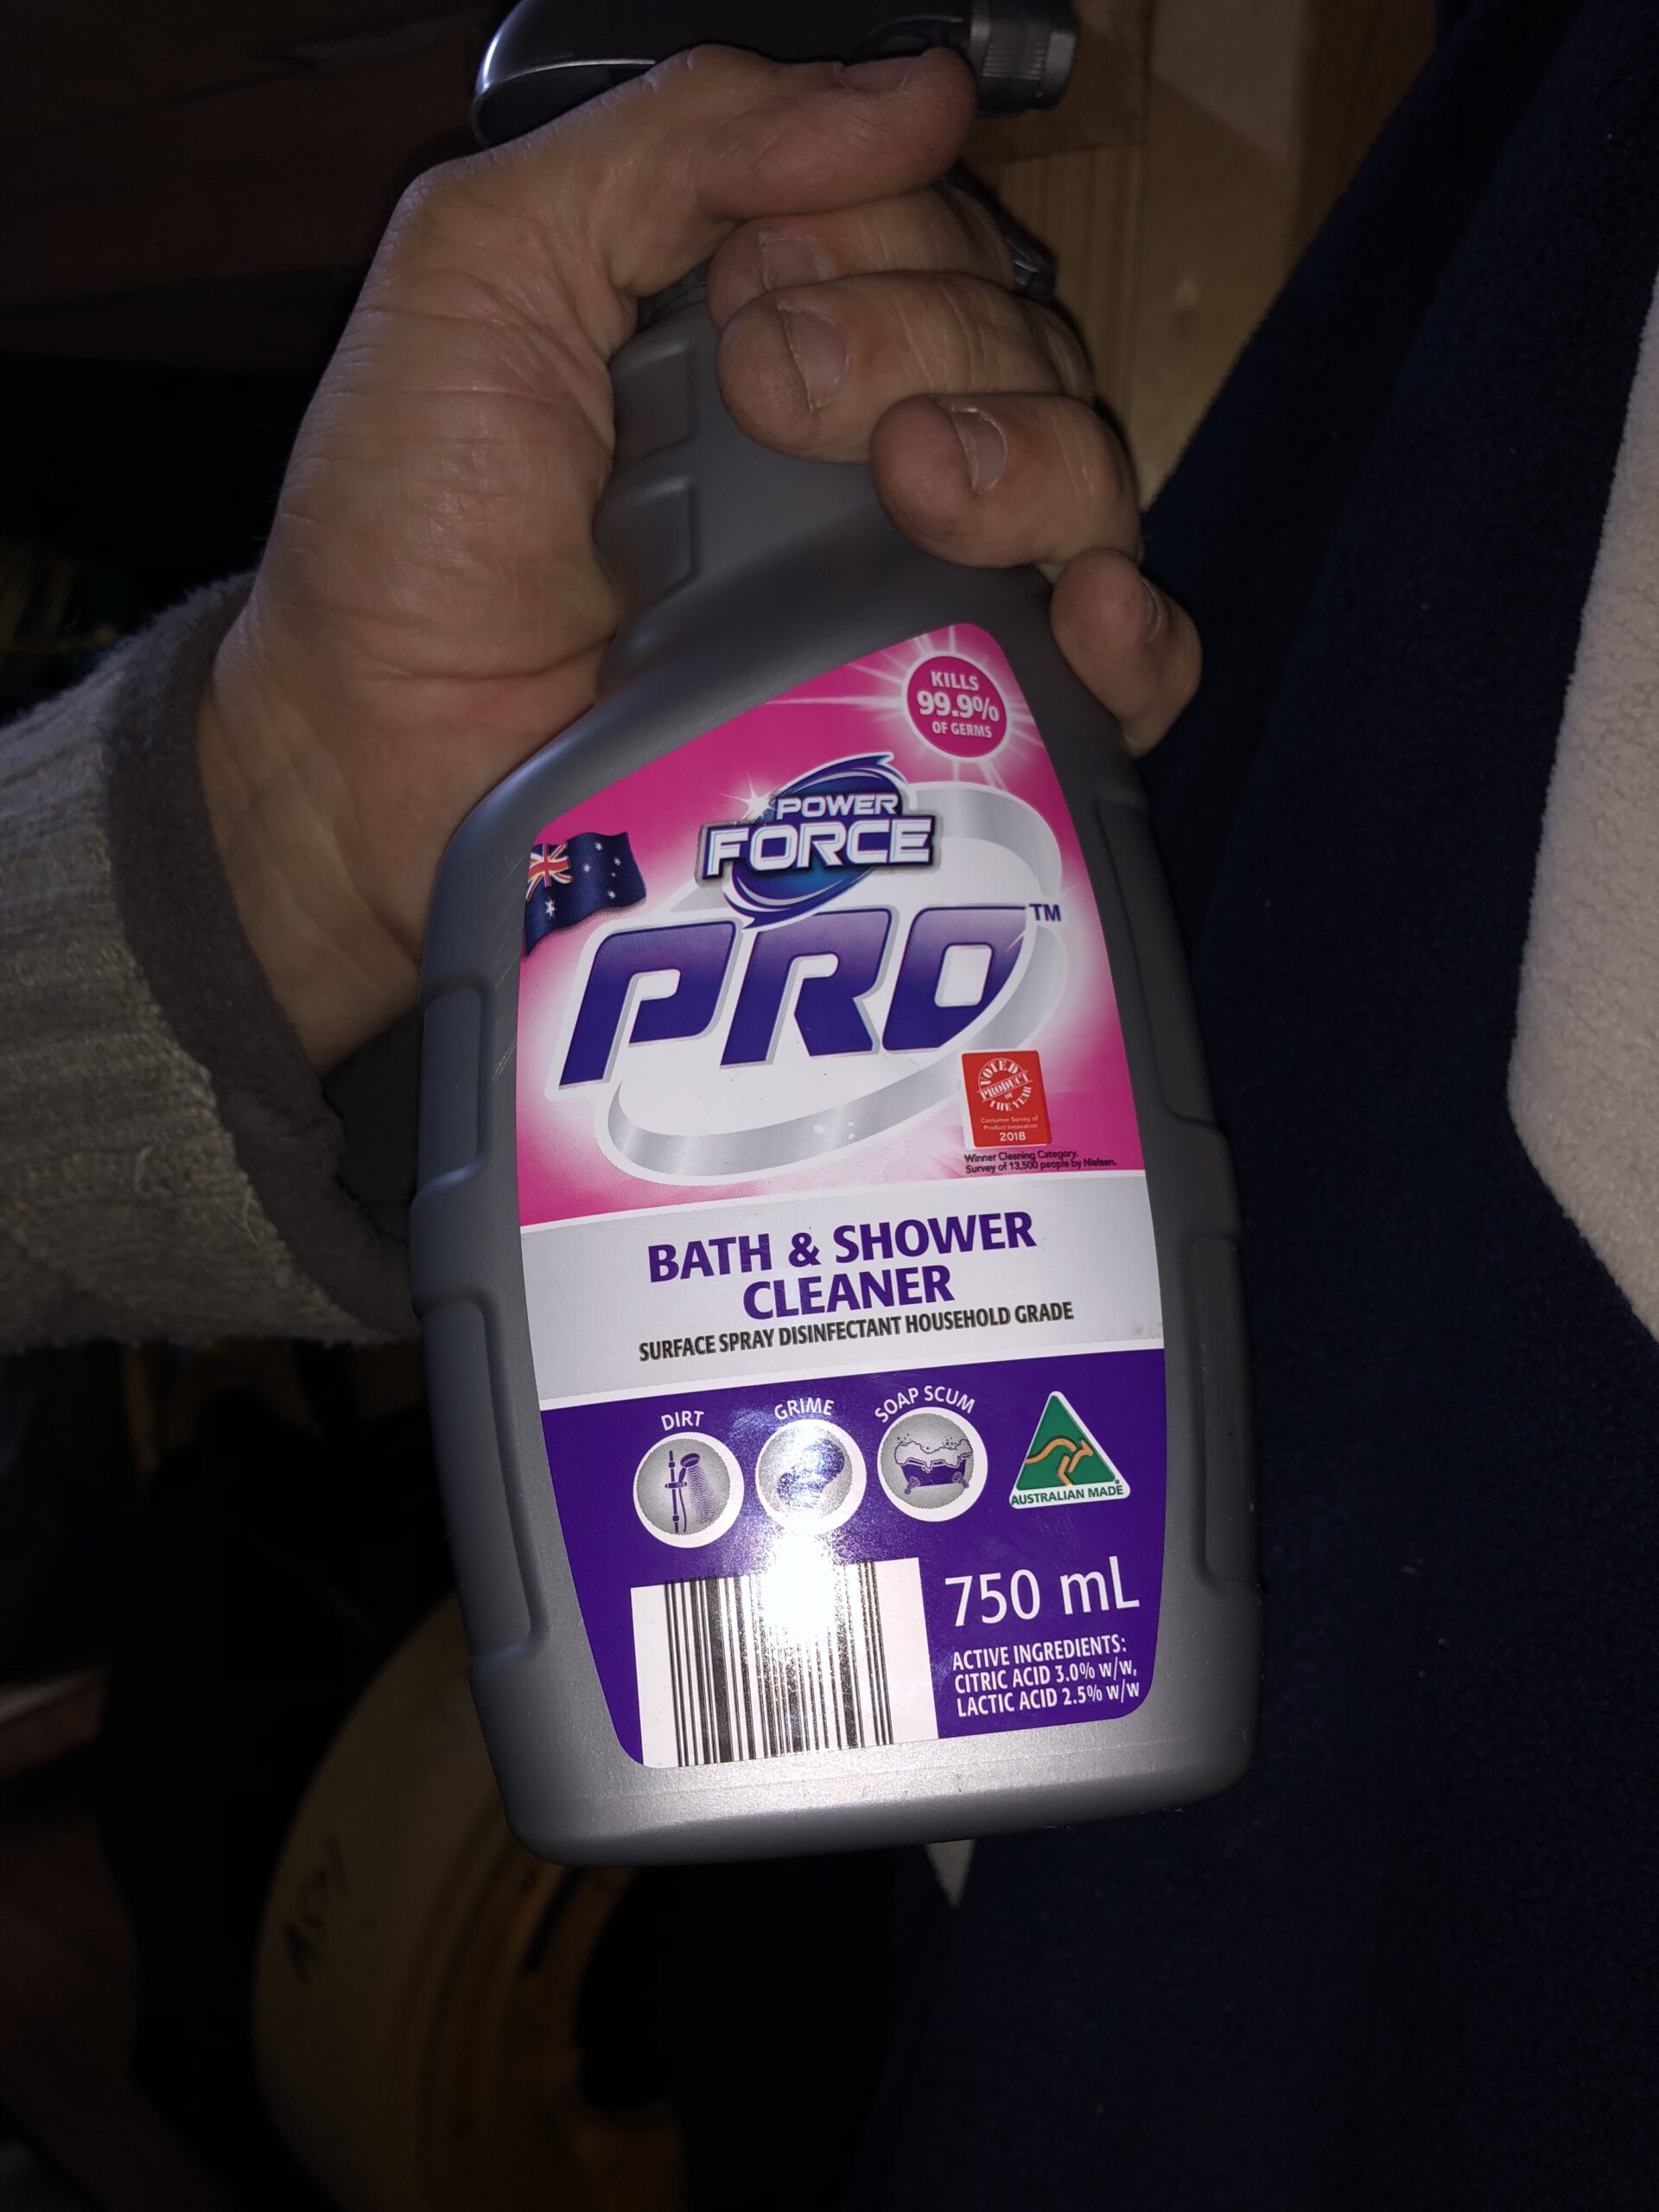 KILLS
99.9%
OF GERMS
POWER
FORCE
PRO™
VOTED
PRODUCT
OF
THE YEAR
Consumer Survey of
Product Innovation
2018
Winner Cleaning Category.
Survey of 13,500 people by Nielsen.
BATH & SHOWER
CLEANER
SURFACE SPRAY DISINFECTANT HOUSEHOLD GRADE
DIRT
GRIME
SOAP SCUM
AUSTRALIAN MADE
750 mL
ACTIVE INGREDIENTS:
CITRIC ACID 3.0% w/w,
LACTIC ACID 2.5% w/w